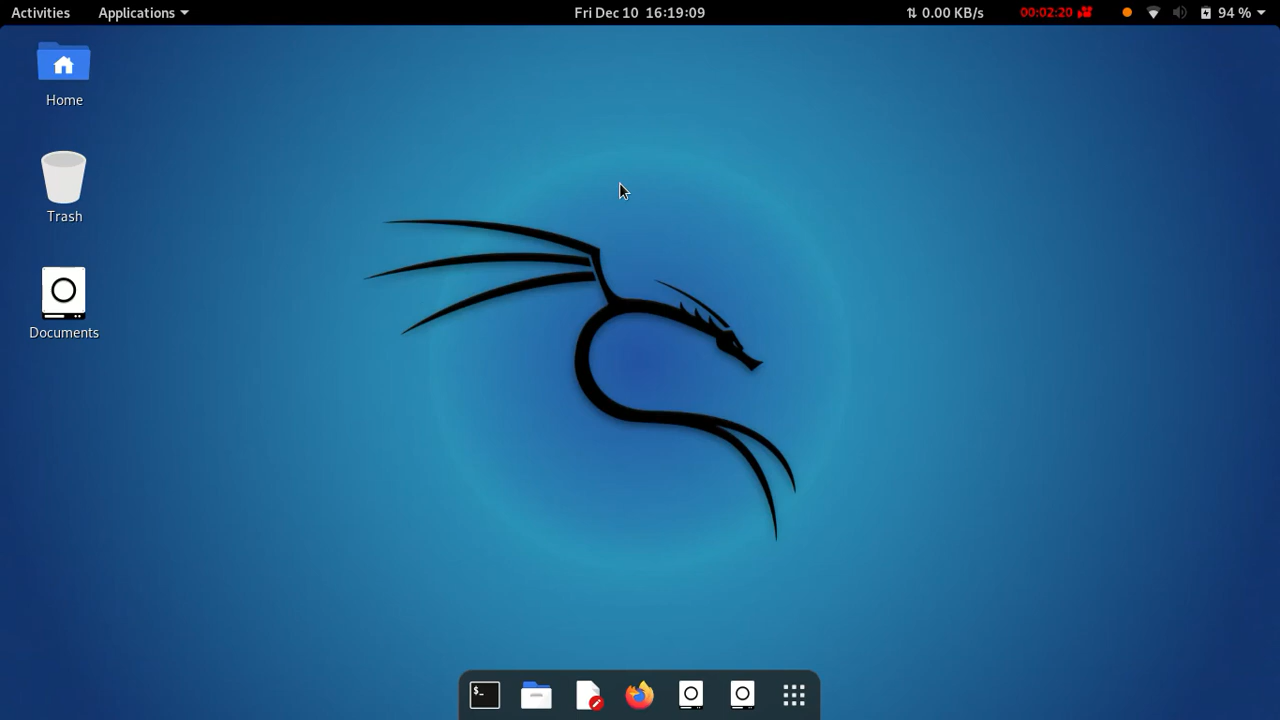 Activities Applications Fri Dec 10 16:19:09 0.00 KB/s 00:02:20 94 %
Home
Trash
Documents
$-